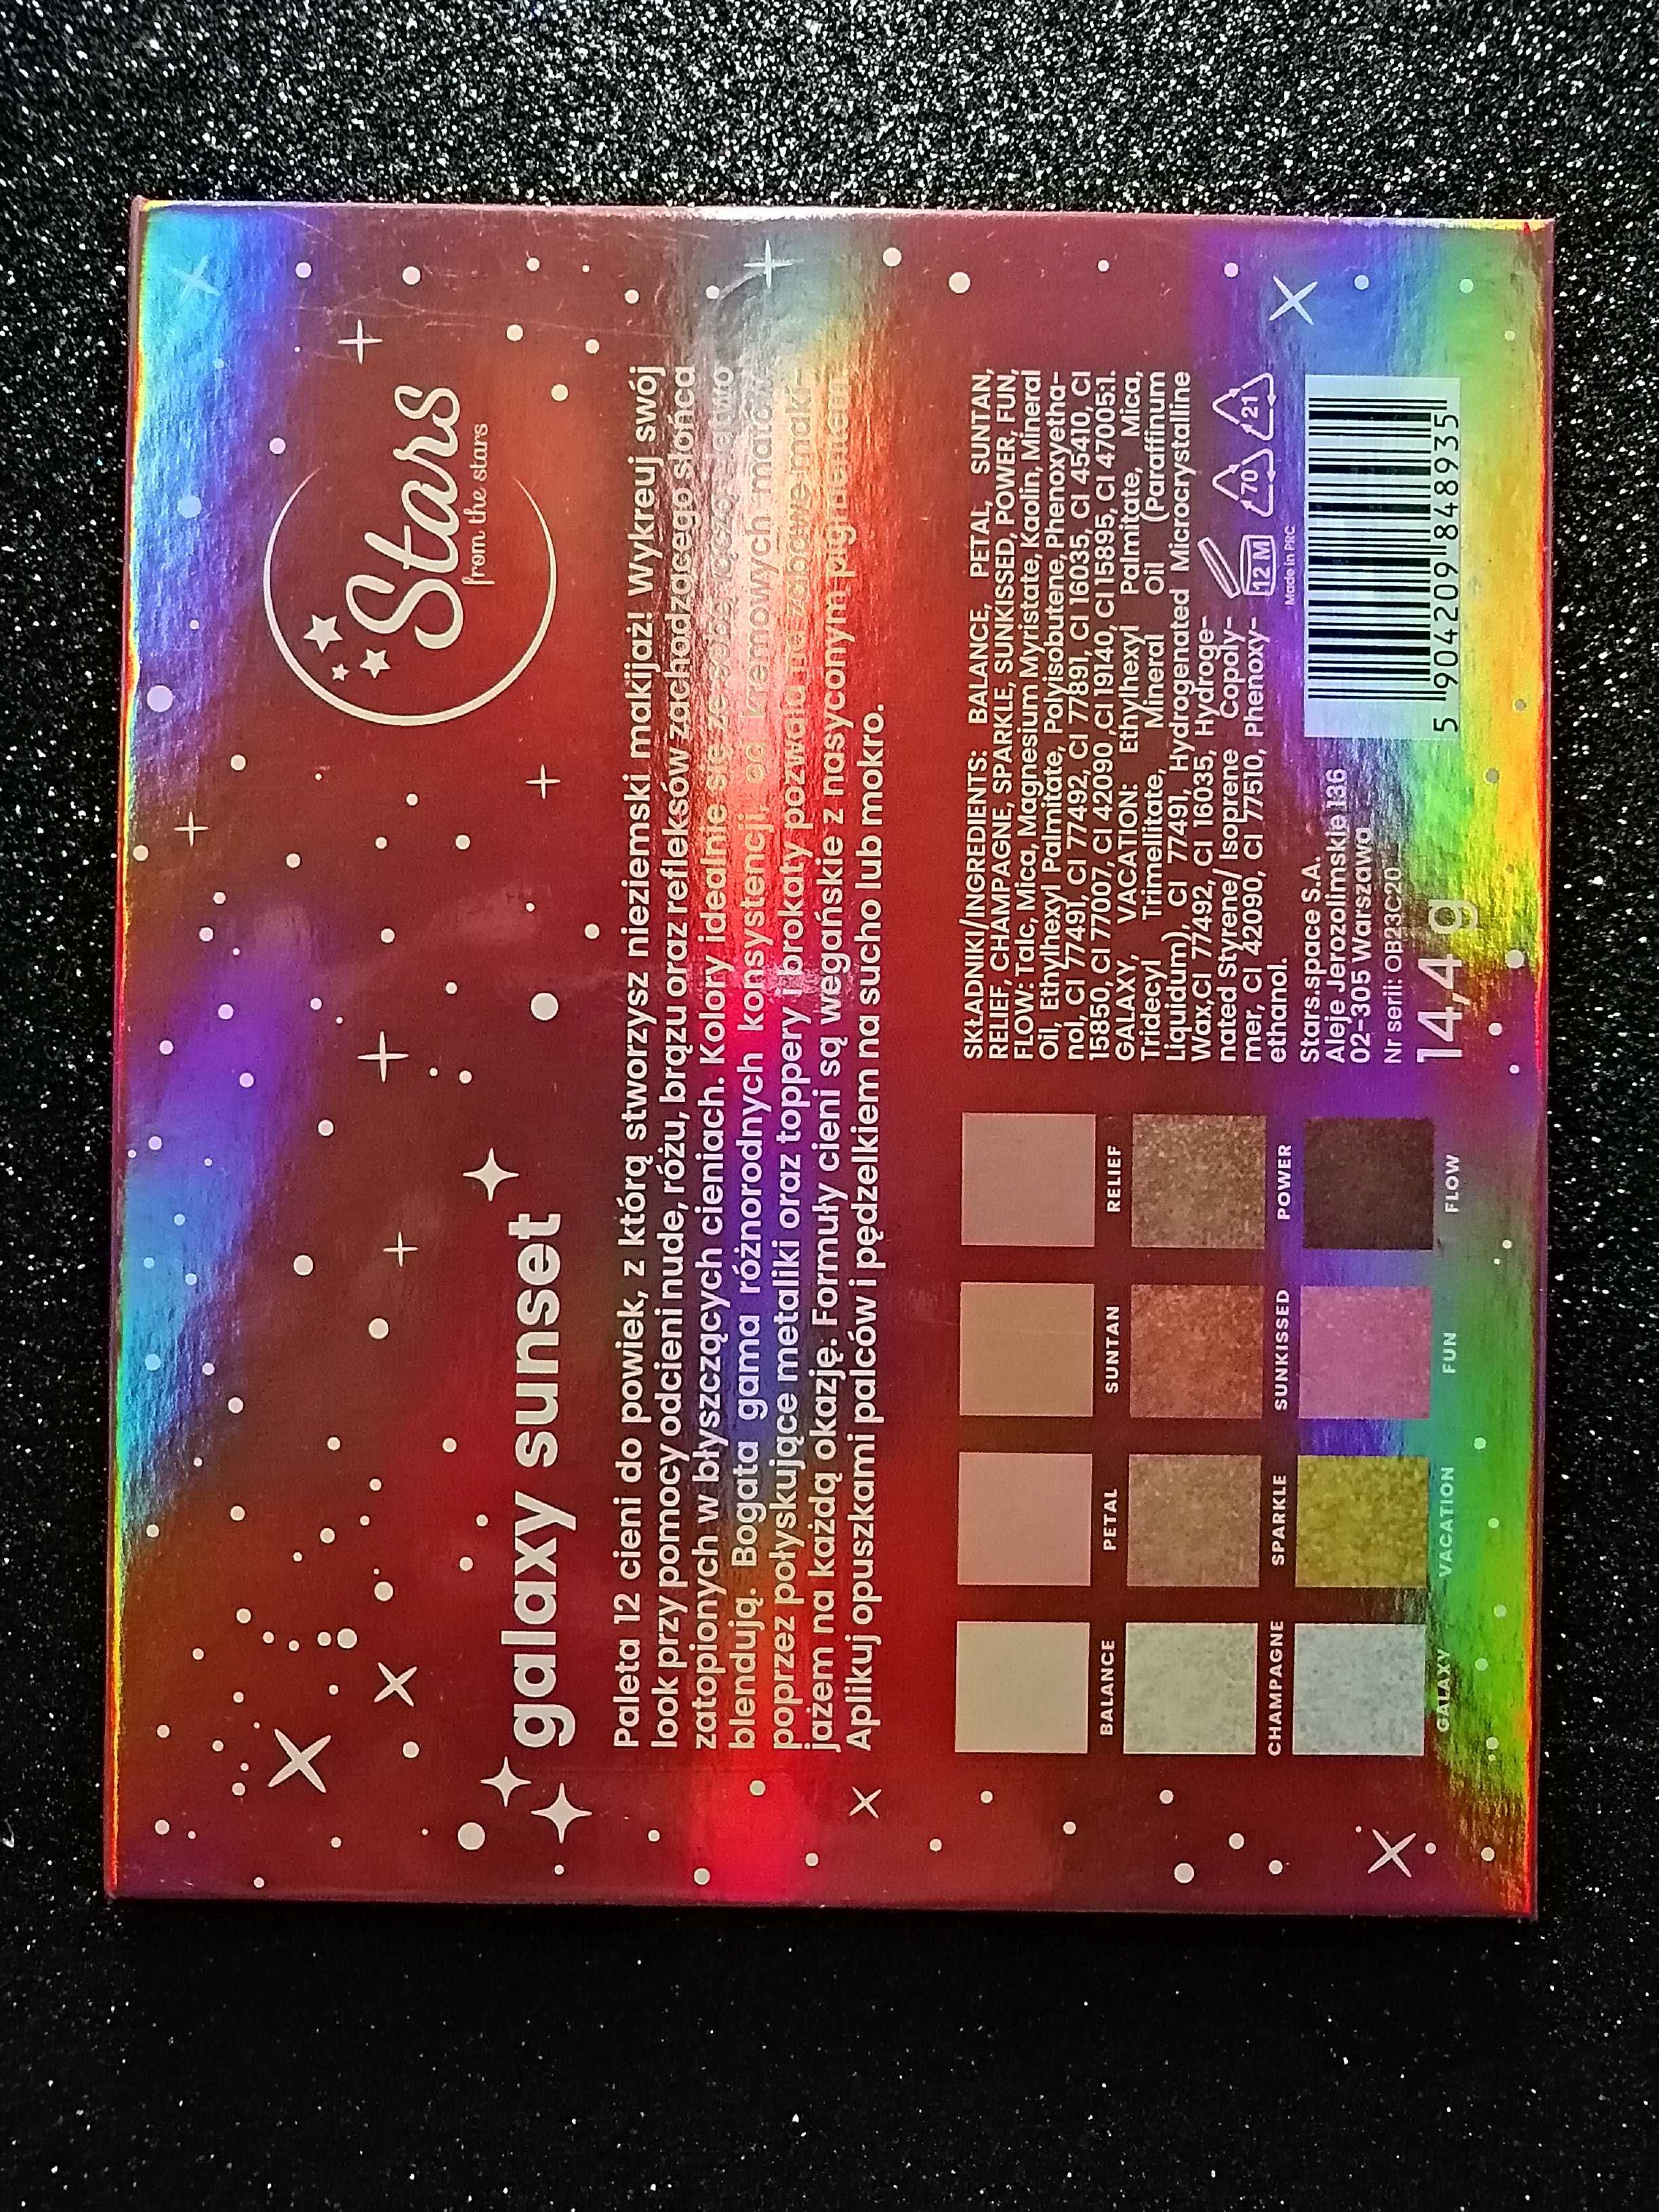 Stars
from the stars
galaxy sunset
Paleta 12 cieni do powiek, z którą stworzysz nieziemski makijaż! Wykreuj swój
look przy pomocy odcieni nude, różu, brązu oraz refleksów zachodzącego słońca
zatopionych w błyszczących cieniach. Kolory idealnie się ze sobą łączą i łatwo
blendują. Bogata gama różnorodnych konsystencji, od kremowych matów
poprzez połyskujące metaliki oraz toppery i brokaty pozwala na zabawę maki-
jażem na każdą okazję. Formuły cieni są wegańskie z nasyconym pigmentem.
Aplikuj opuszkami palców i pędzelkiem na sucho lub mokro.
BALANCE PETAL SUNTAN RELIEF
CHAMPAGNE SPARKLE SUNKISSED POWER
GALAXY VACATION FUN FLOW
SKŁADNIKI/INGREDIENTS: BALANCE, PETAL, SUNTAN,
RELIEF, CHAMPAGNE, SPARKLE, SUNKISSED, POWER, FUN,
FLOW: Talc, Mica, Magnesium Myristate, Kaolin, Mineral
Oil, Ethylhexyl Palmitate, Polyisobutene, Phenoxyetha-
nol, CI 77491, CI 77492, CI 77891, CI 16035, CI 45410, CI
15850, CI 77007, CI 42090 ,CI 19140, CI 15895, CI 47005:1.
GALAXY, VACATION: Ethylhexyl Palmitate, Mica,
Tridecyl Trimellitate, Mineral Oil (Paraffinum
Liquidum), CI 77491, Hydrogenated Microcrystalline
Wax,CI 77492, CI 16035, Hydroge-
nated Styrene/ Isoprene Copoly-
mer, CI 42090, CI 77510, Phenoxy-
ethanol.
12 M
70
21
Made in PRC
Stars.space S.A.
Aleje Jerozolimskie 136
02-305 Warszawa
Nr serii: OB23C20
14,4 g
5 904209 848935